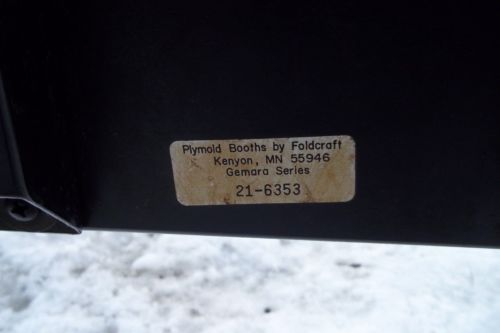 Plymold Booths by Foldcraft
Kenyon, MN 55946
Gemara Series
21-6353